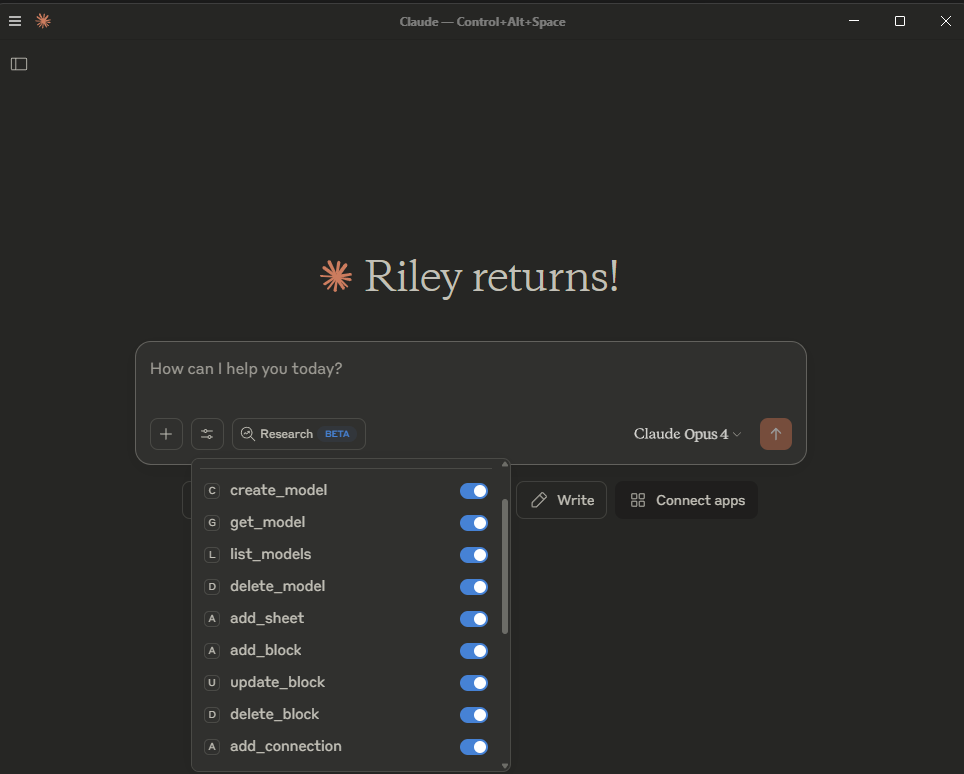 Claude — Control+Alt+Space
Riley returns!
How can I help you today?
Research BETA
Claude Opus 4
Write
Connect apps
C create_model
G get_model
L list_models
D delete_model
A add_sheet
A add_block
U update_block
D delete_block
A add_connection